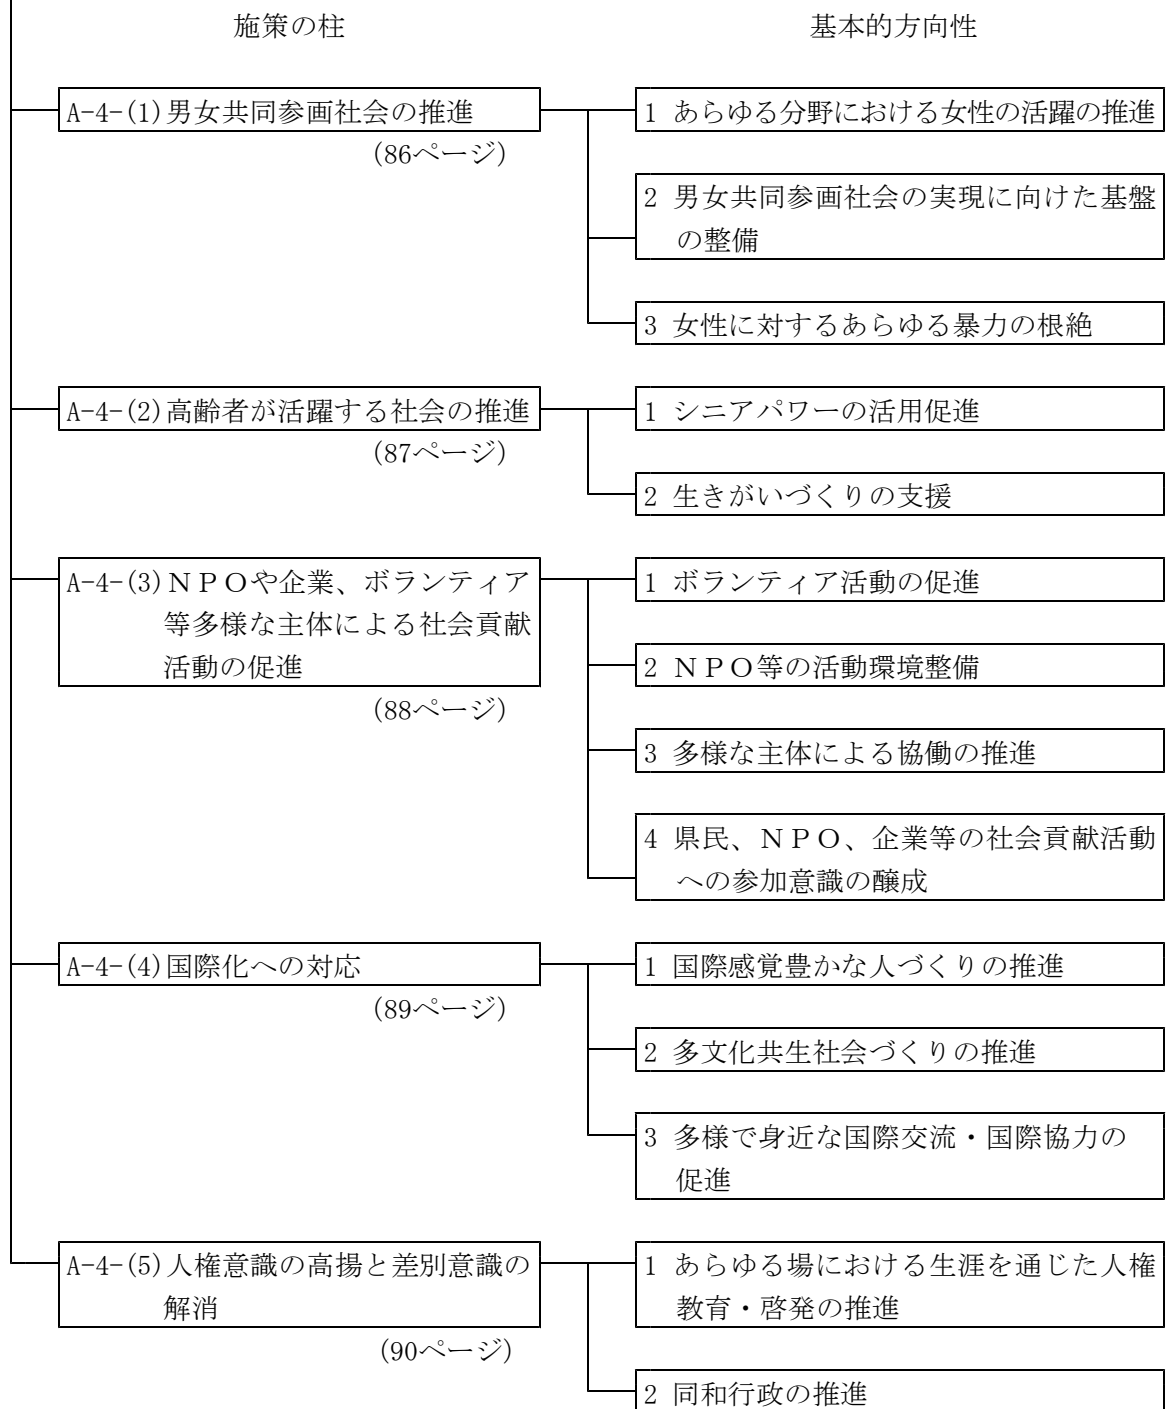 施策の柱
基本的方向性
A-4-(1)男女共同参画社会の推進
(86ページ)
1 あらゆる分野における女性の活躍の推進
2 男女共同参画社会の実現に向けた基盤
の整備
3 女性に対するあらゆる暴力の根絶
A-4-(2)高齢者が活躍する社会の推進
(87ページ)
1 シニアパワーの活用促進
2 生きがいづくりの支援
A-4-(3)ＮＰＯや企業、ボランティア
等多様な主体による社会貢献
活動の促進
(88ページ)
1 ボランティア活動の促進
2 ＮＰＯ等の活動環境整備
3 多様な主体による協働の推進
4 県民、ＮＰＯ、企業等の社会貢献活動
への参加意識の醸成
A-4-(4)国際化への対応
(89ページ)
1 国際感覚豊かな人づくりの推進
2 多文化共生社会づくりの推進
3 多様で身近な国際交流・国際協力の
促進
A-4-(5)人権意識の高揚と差別意識の
解消
(90ページ)
1 あらゆる場における生涯を通じた人権
教育・啓発の推進
2 同和行政の推進